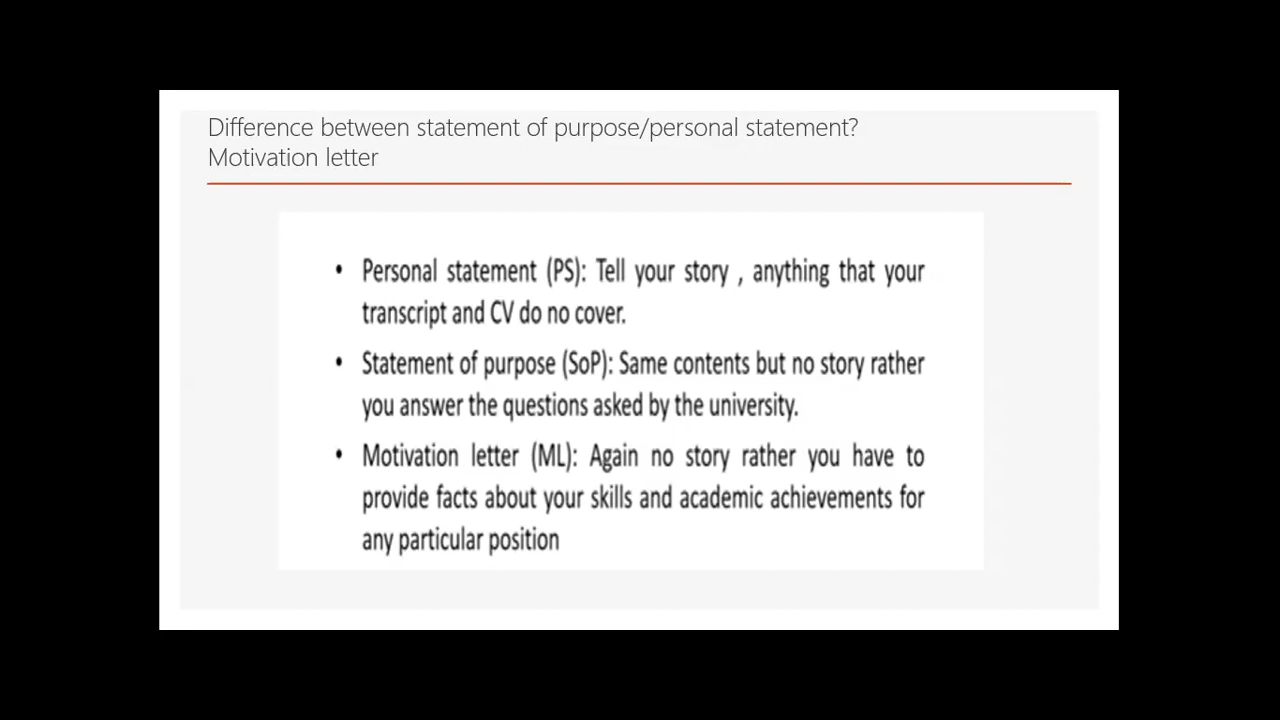 Difference between statement of purpose/personal statement?
Motivation letter
• Personal statement (PS): Tell your story , anything that your
transcript and CV do no cover.
• Statement of purpose (SoP): Same contents but no story rather
you answer the questions asked by the university.
• Motivation letter (ML): Again no story rather you have to
provide facts about your skills and academic achievements for
any particular position